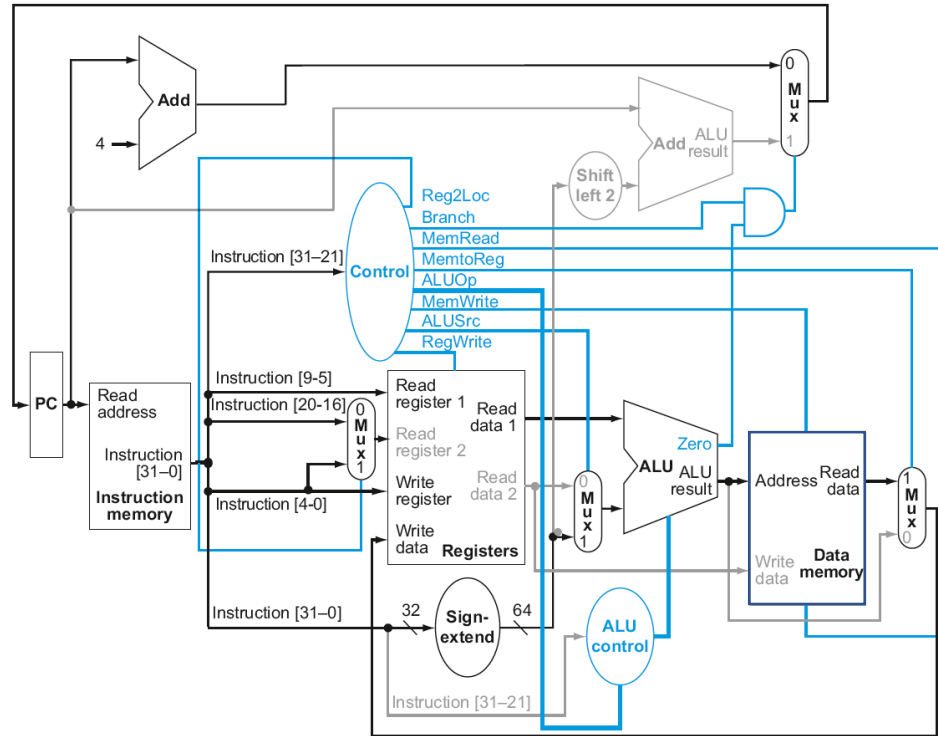 0
M
u
x
1
Add
4
Add
ALU
result
Shift
left 2
Reg2Loc
Branch
MemRead
MemtoReg
ALUOp
MemWrite
ALUSrc
RegWrite
Instruction [31–21]
Control
PC
Read
address
Instruction
[31–0]
Instruction
memory
Instruction [9-5]
Instruction [20-16]
0
M
u
x
1
Instruction [4-0]
Read
register 1
Read
register 2
Write
register
Write
data
Read
data 1
Read
data 2
Registers
0
M
u
x
1
Zero
ALU
ALU
result
Address
Read
data
Write
data
Data
memory
1
M
u
x
0
Instruction [31–0]
32
Sign-
extend
64
ALU
control
Instruction [31–21]